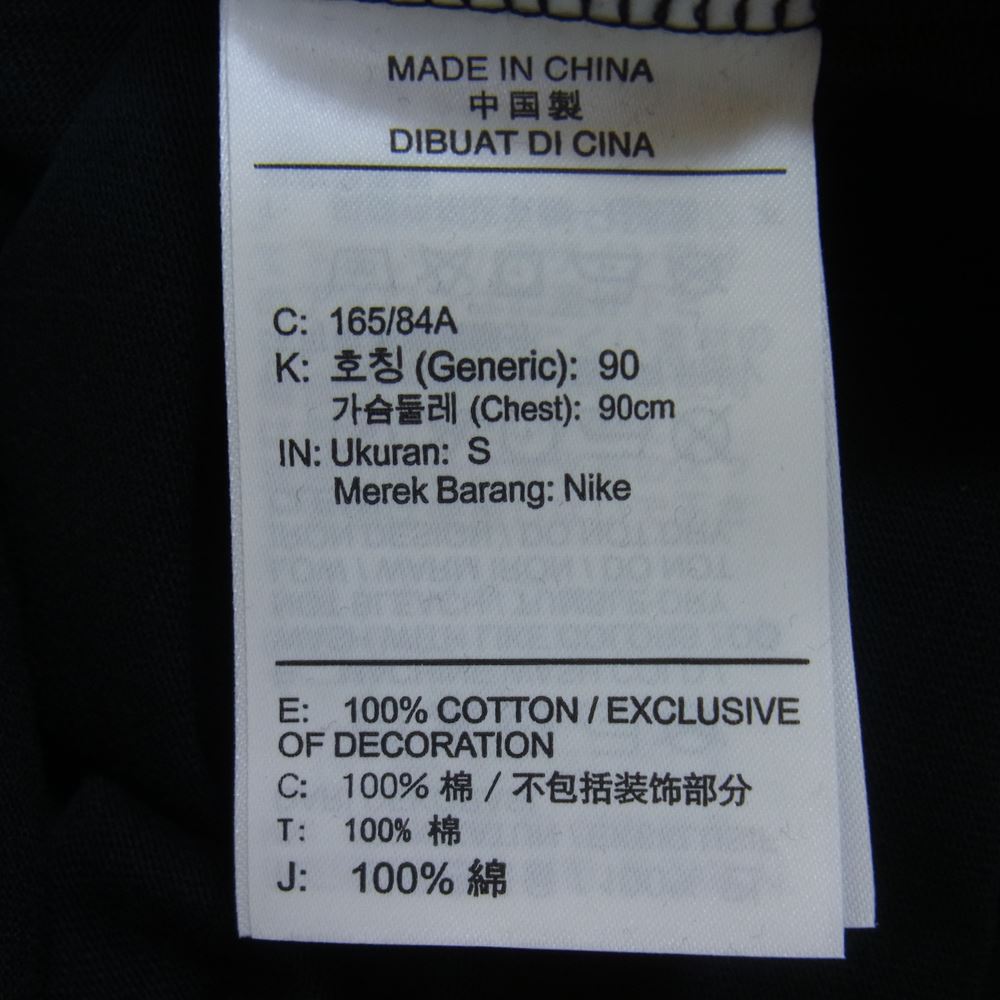 MADE IN CHINA
中国製
DIBUAT DI CINA
C: 165/84A
K: 호칭 (Generic): 90
가슴둘레 (Chest): 90cm
IN: Ukuran: S
Merek Barang: Nike
E: 100% COTTON / EXCLUSIVE
OF DECORATION
C: 100% 棉 / 不包括装饰部分
T: 100% 棉
J: 100% 綿